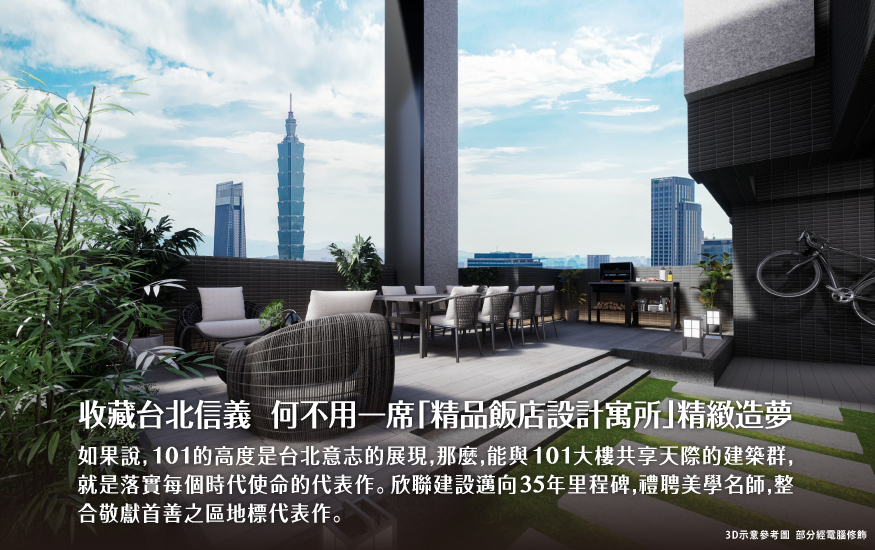 收藏台北信義 何不用一席「精品飯店設計寓所」精緻造夢
如果說，101的高度是台北意志的展現，那麼，能與101大樓共享天際的建築群，
就是落實每個時代使命的代表作。欣聯建設邁向35年里程碑，禮聘美學名師，整
合敬獻首善之區地標代表作。
3D示意參考圖 部分經電腦修飾